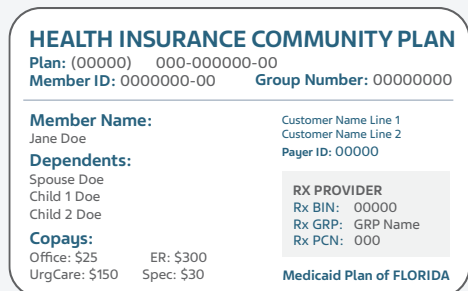 HEALTH INSURANCE COMMUNITY PLAN
Plan: (00000) 000-000000-00
Member ID: 0000000-00 Group Number: 00000000
Member Name:
Jane Doe
Dependents:
Spouse Doe
Child 1 Doe
Child 2 Doe
Copays:
Office: $25 ER: $300
UrgCare: $150 Spec: $30
Customer Name Line 1
Customer Name Line 2
Payer ID: 00000
RX PROVIDER
Rx BIN: 00000
Rx GRP: GRP Name
Rx PCN: 000
Medicaid Plan of FLORIDA